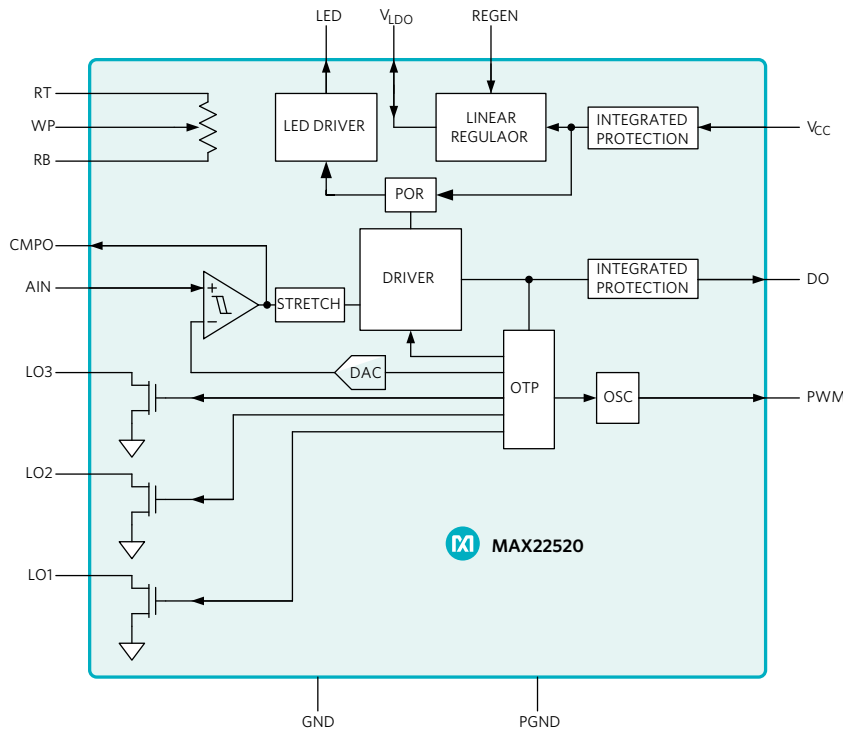 LED
VLDO
REGEN
RT
WP
RB
LED DRIVER
LINEAR
REGULAOR
INTEGRATED
PROTECTION
VCC
POR
CMPO
AIN
+
−
STRETCH
DRIVER
INTEGRATED
PROTECTION
DO
LO3
DAC
OTP
OSC
PWM
LO2
MAX22520
LO1
GND
PGND